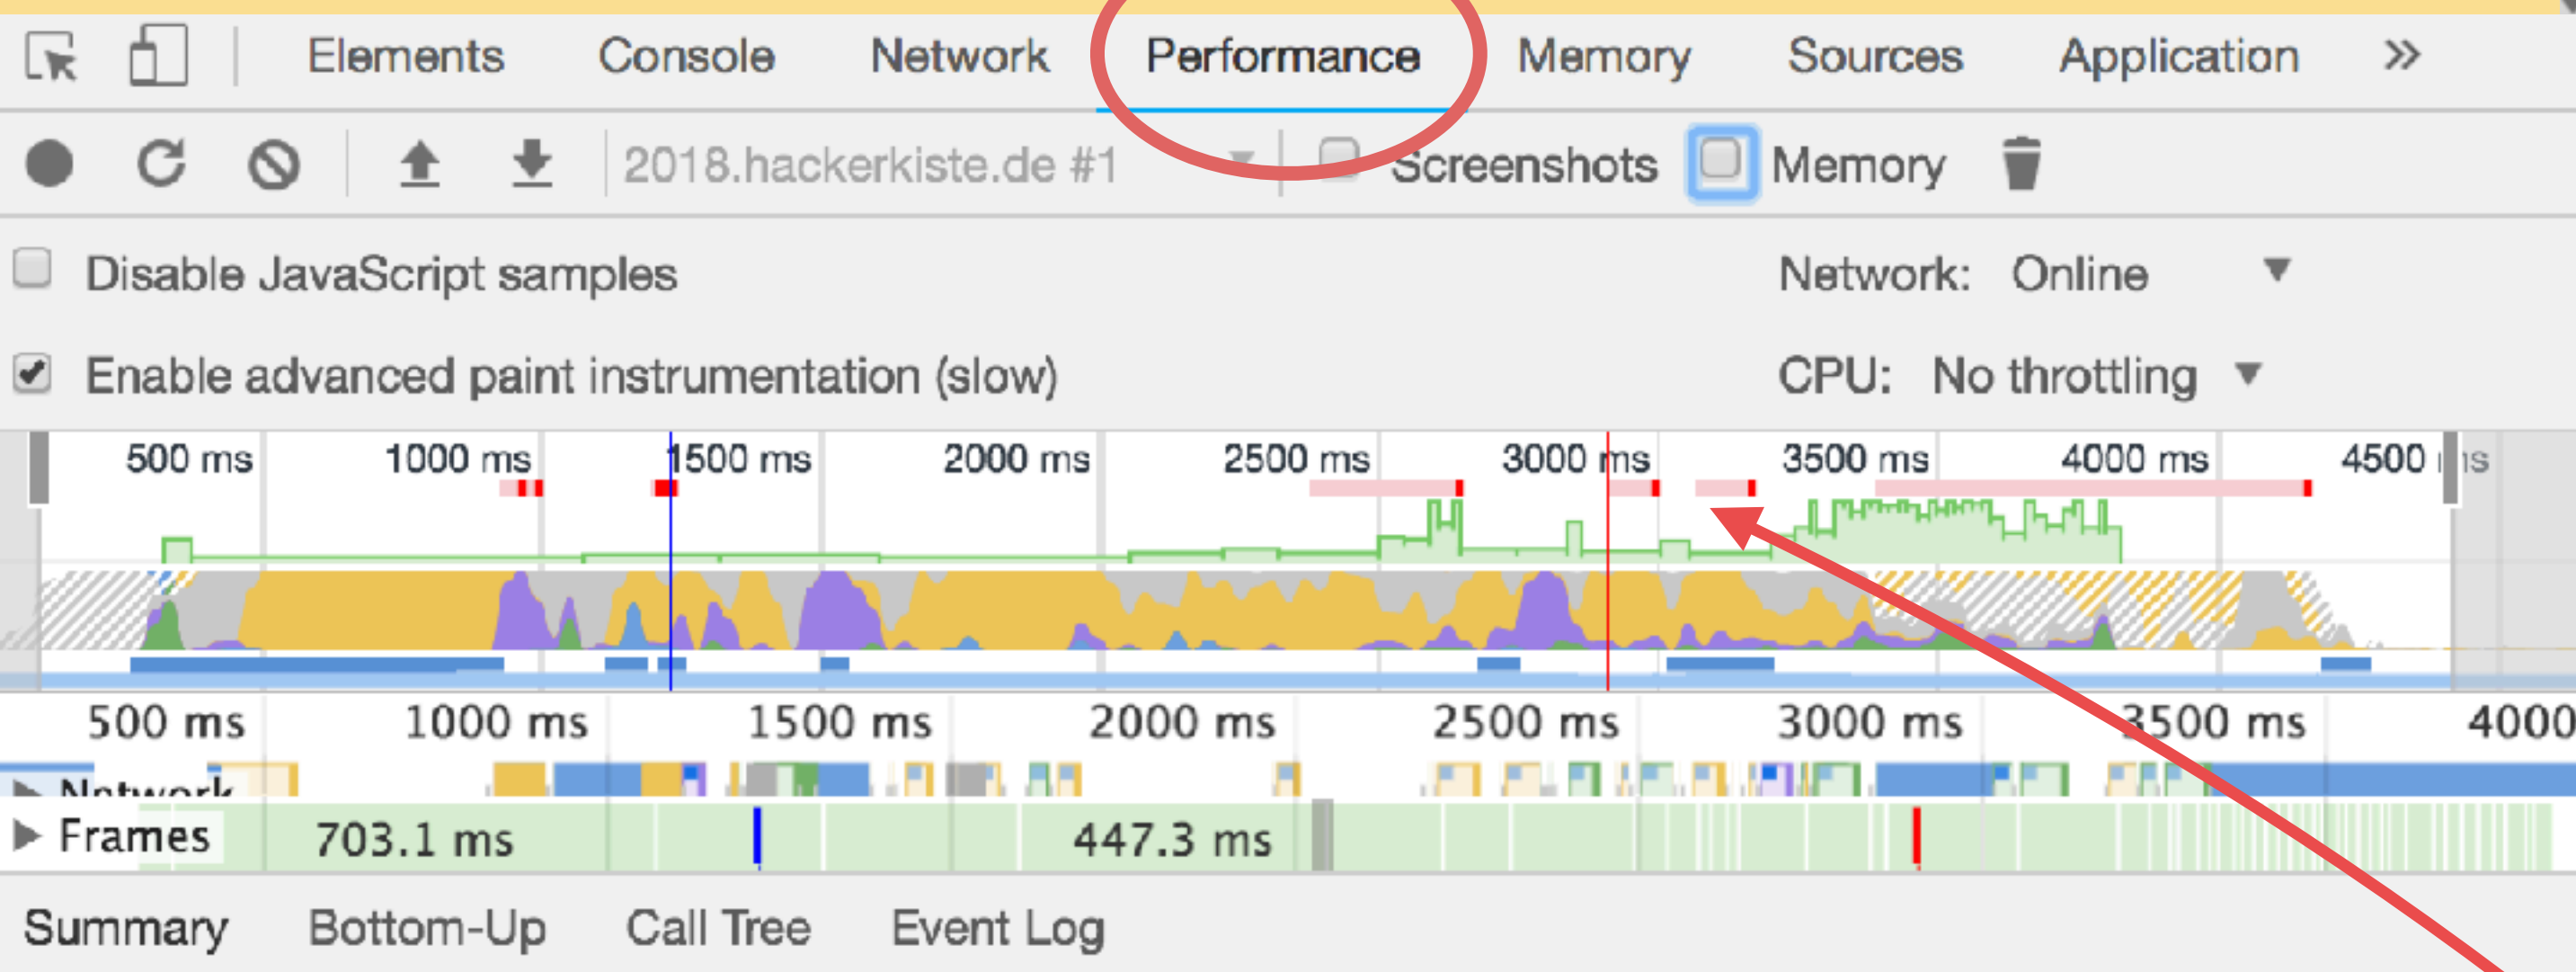 Elements Console Network Performance Memory Sources Application »
2018.hackerkiste.de #1 Screenshots Memory
Disable JavaScript samples Network: Online
Enable advanced paint instrumentation (slow) CPU: No throttling
500 ms 1000 ms 1500 ms 2000 ms 2500 ms 3000 ms 3500 ms 4000 ms 4500 ms
500 ms 1000 ms 1500 ms 2000 ms 2500 ms 3000 ms 3500 ms 4000
Network
Frames 703.1 ms 447.3 ms
Summary Bottom-Up Call Tree Event Log